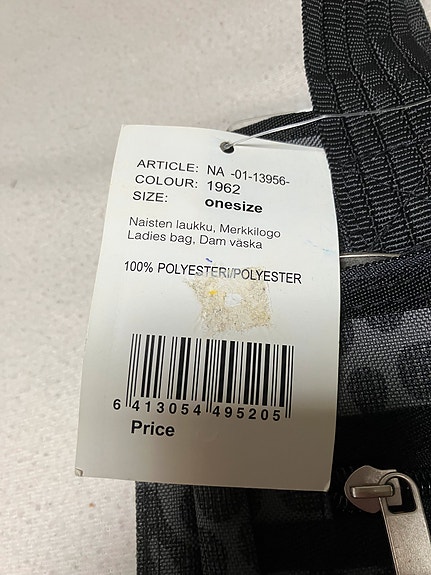 ARTICLE: NA -01-13956-
COLOUR: 1962
SIZE: onesize
Naisten laukku, Merkkilogo
Ladies bag, Dam väska
100% POLYESTERI/POLYESTER
6 413054 495205
Price